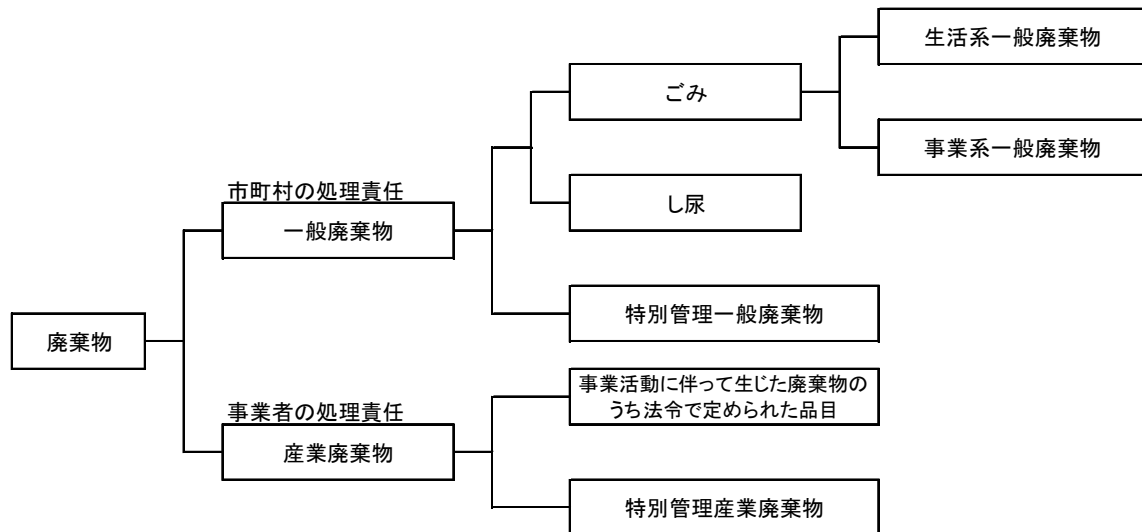 生活系一般廃棄物
ごみ
事業系一般廃棄物
市町村の処理責任
一般廃棄物
し尿
特別管理一般廃棄物
廃棄物
事業者の処理責任
産業廃棄物
事業活動に伴って生じた廃棄物の
うち法令で定められた品目
特別管理産業廃棄物